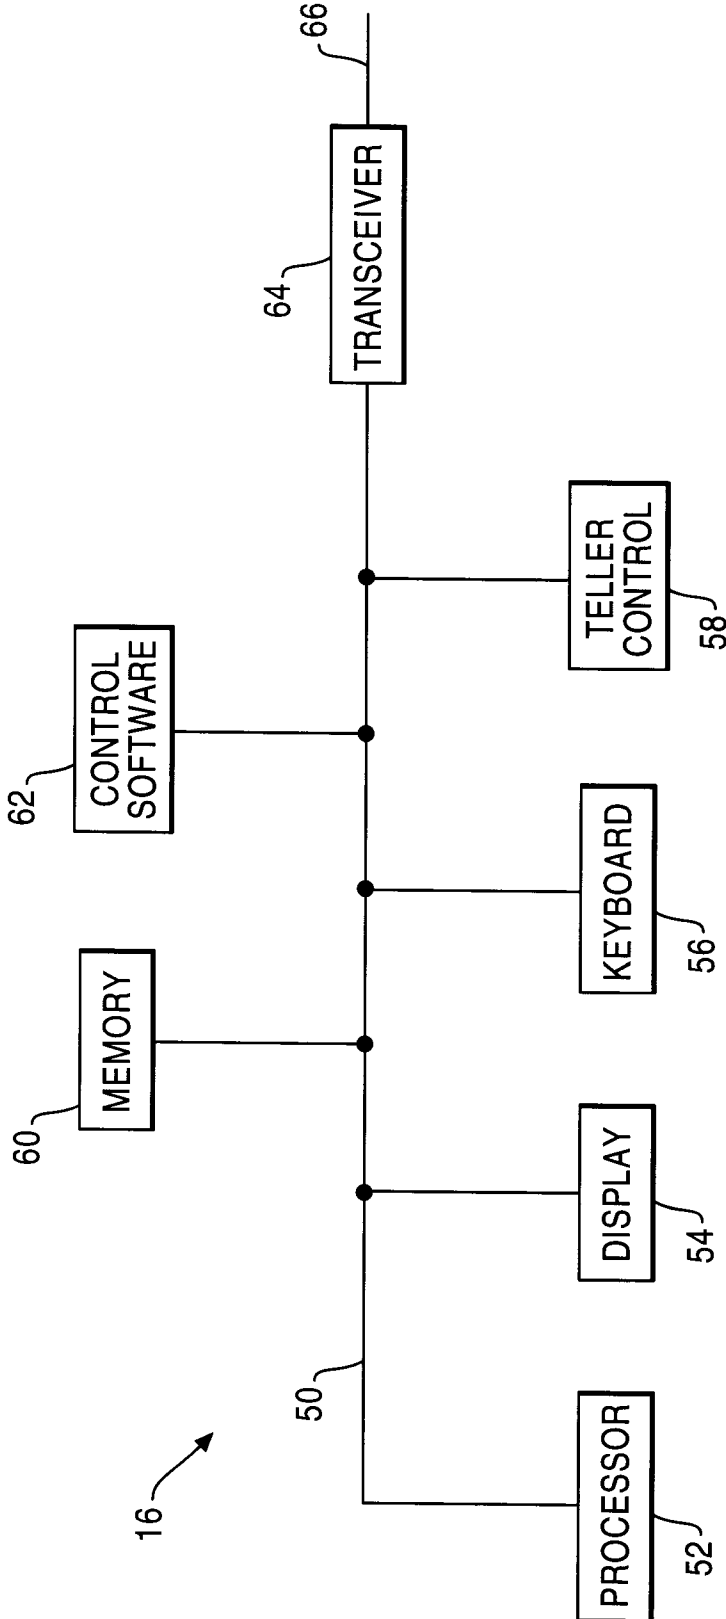 16
50
60
MEMORY
62
CONTROL
SOFTWARE
64
TRANSCEIVER
66
PROCESSOR
52
DISPLAY
54
KEYBOARD
56
TELLER
CONTROL
58